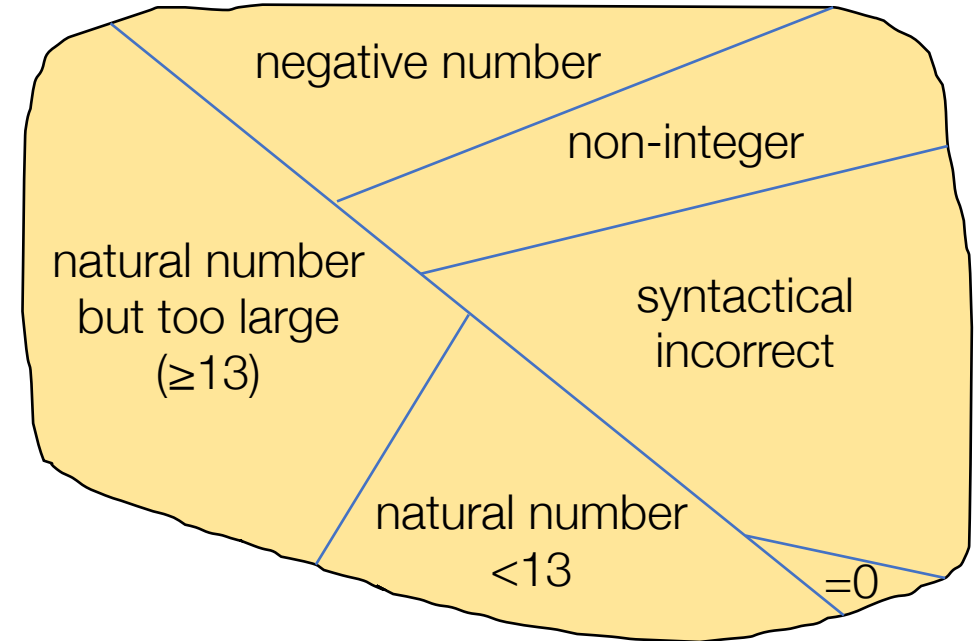 negative number
non-integer
natural number
but too large
(≥13)
syntactical
incorrect
natural number
<13
=0